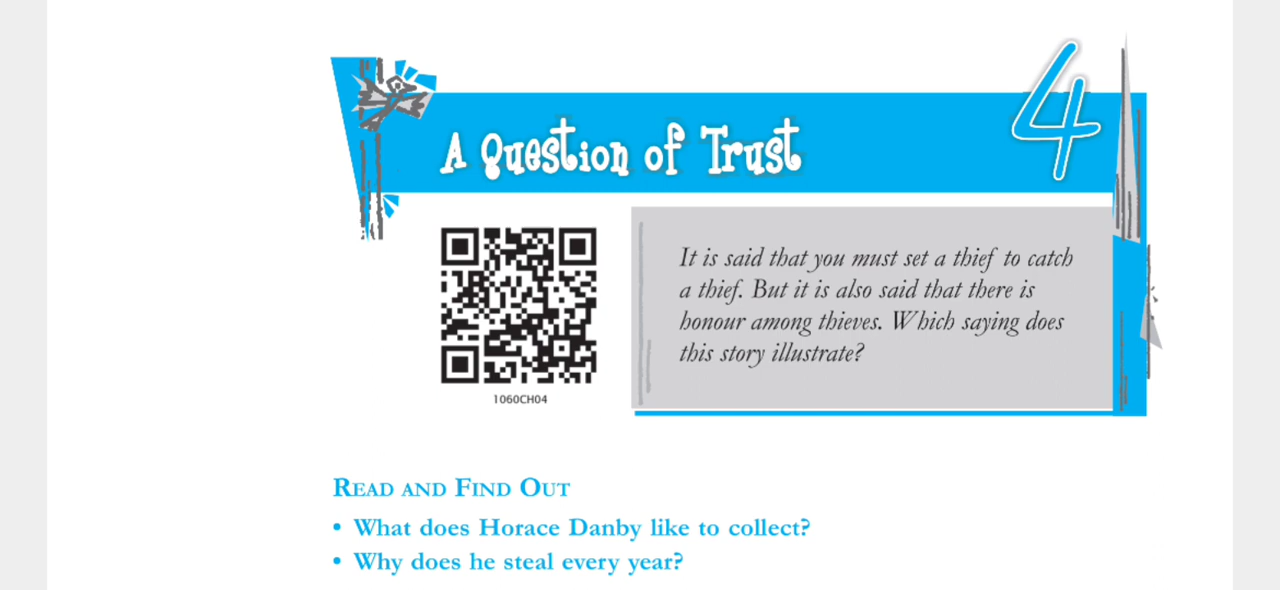 A Question of Trust
4
It is said that you must set a thief to catch
a thief. But it is also said that there is
honour among thieves. Which saying does
this story illustrate?
1060CH04
READ AND FIND OUT
• What does Horace Danby like to collect?
• Why does he steal every year?